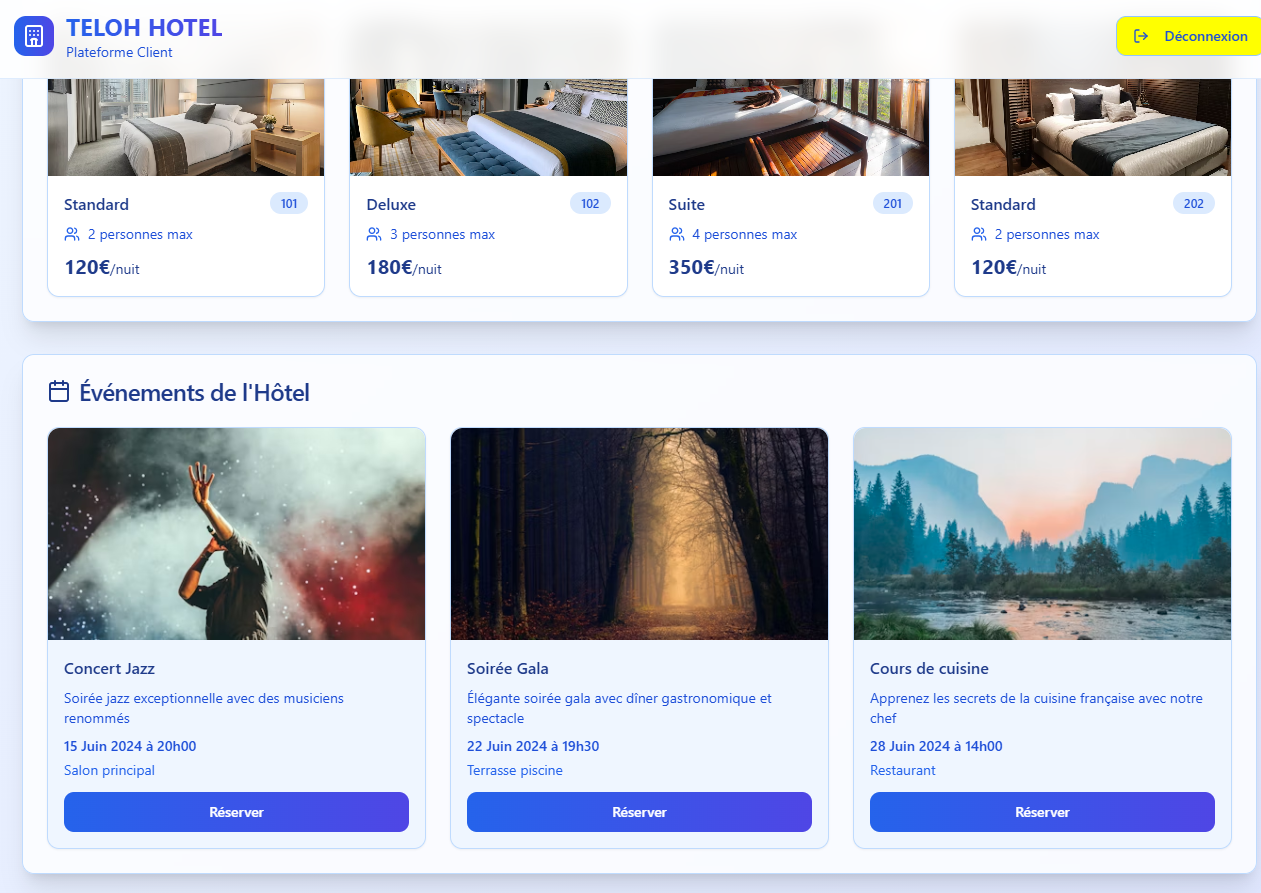 TELOH HOTEL
Plateforme Client
Déconnexion
Standard
101
2 personnes max
120€/nuit
Deluxe
102
3 personnes max
180€/nuit
Suite
201
4 personnes max
350€/nuit
Standard
202
2 personnes max
120€/nuit
Événements de l'Hôtel
Concert Jazz
Soirée jazz exceptionnelle avec des musiciens
renommés
15 Juin 2024 à 20h00
Salon principal
Réserver
Soirée Gala
Élégante soirée gala avec dîner gastronomique et
spectacle
22 Juin 2024 à 19h30
Terrasse piscine
Réserver
Cours de cuisine
Apprenez les secrets de la cuisine française avec notre
chef
28 Juin 2024 à 14h00
Restaurant
Réserver